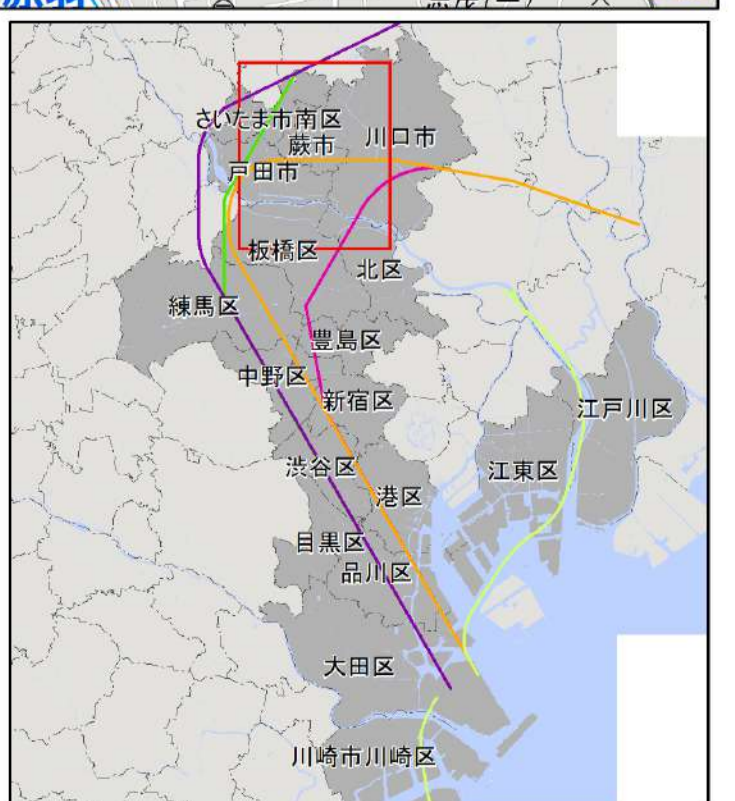 さいたま市南区
蕨市
川口市
戸田市
板橋区
北区
練馬区
豊島区
中野区
新宿区
江戸川区
渋谷区
江東区
港区
目黒区
品川区
大田区
川崎市川崎区